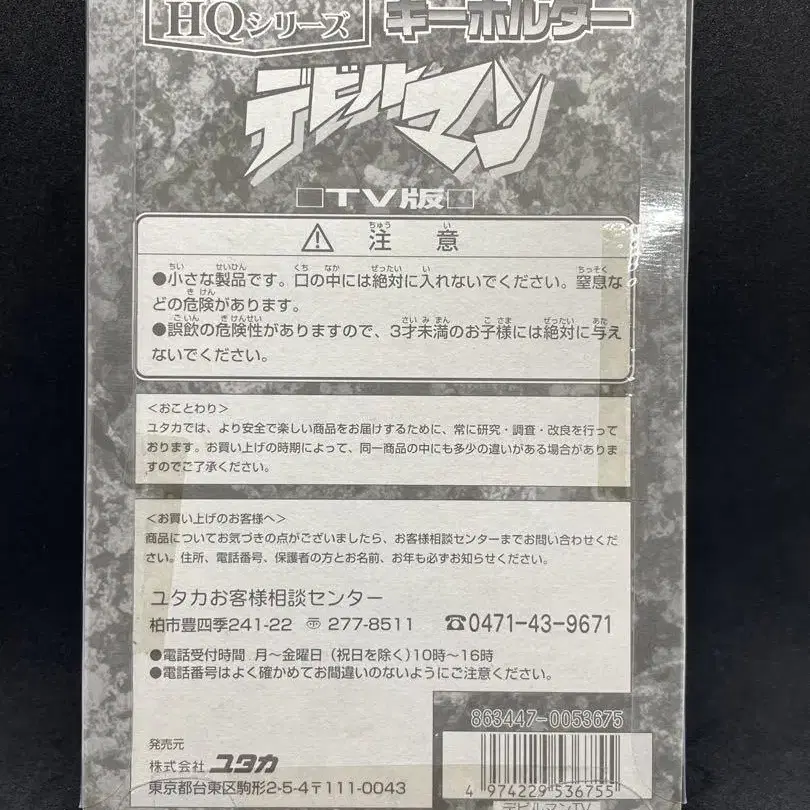 HQシリーズ キーホルダー
デビルマン
□TV版□
⚠ 注意
●小さな製品です。口の中には絶対に入れないでください。窒息な
どの危険があります。
●誤飲の危険性がありますので、3才未満のお子様には絶対に与え
ないでください。
<おことわり>
ユタカでは、より安全で楽しい商品をお届けするために、常に研究・調査・改良を行って
おります。お買い上げの時期によって、同一商品の中にも多少の違いがある場合がありま
すのでご了承ください。
<お買い上げのお客様へ>
商品についてお気づきの点がございましたら、お客様相談センターまでお問い合わせくだ
さい。住所、電話番号、保護者の方とお名前、お年も必ずお知らせください。
ユタカお客様相談センター
柏市豊四季241-22 〠 277-8511 ☎0471-43-9671
●電話受付時間 月~金曜日(祝日を除く)10時~16時
●電話番号はよく確かめてお間違いのないようにご注意ください。
863447-0053675
発売元
株式会社 ユタカ
東京都台東区駒形2-5-4〒111-0043
4 974229 536755
デビルマンTV